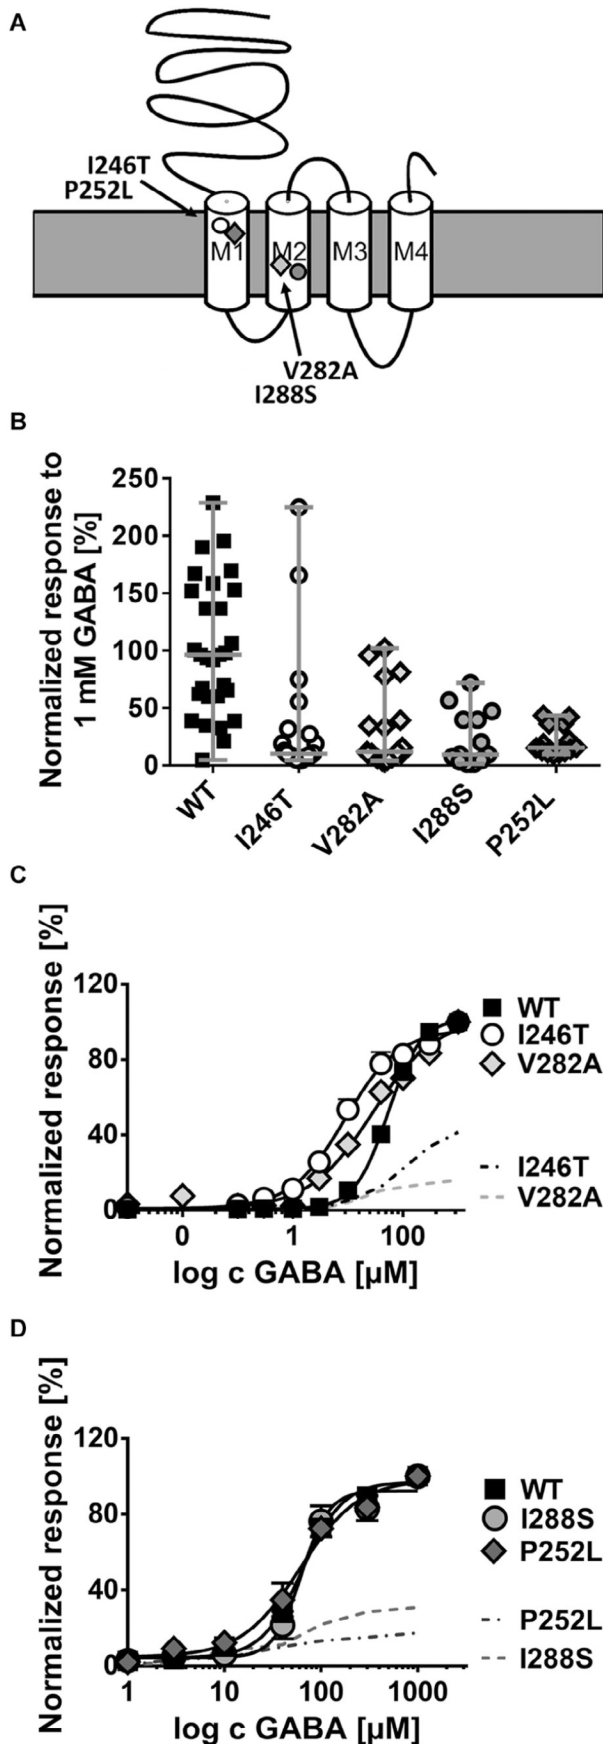 A
I246T
P252L
M1
M2
M3
M4
V282A
I288S
B
Normalized response to
1 mM GABA [%]
250
200
150
100
50
0
WT
I246T
V282A
I288S
P252L
C
Normalized response [%]
120
80
40
0
0
1
100
log c GABA [µM]
WT
I246T
V282A
I246T
V282A
D
Normalized response [%]
120
80
40
0
1
10
100
1000
log c GABA [µM]
WT
I288S
P252L
P252L
I288S